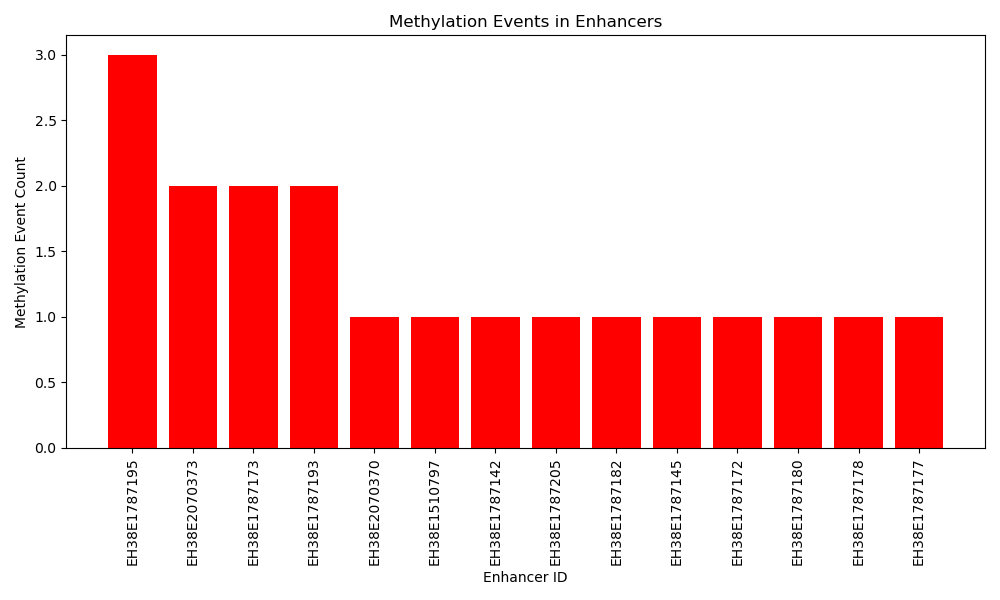 Methylation Events in Enhancers
Methylation Event Count
3.0
2.5
2.0
1.5
1.0
0.5
0.0
EH38E1787195
EH38E2070373
EH38E1787173
EH38E1787193
EH38E2070370
EH38E1510797
EH38E1787142
EH38E1787205
EH38E1787182
EH38E1787145
EH38E1787172
EH38E1787180
EH38E1787178
EH38E1787177
Enhancer ID